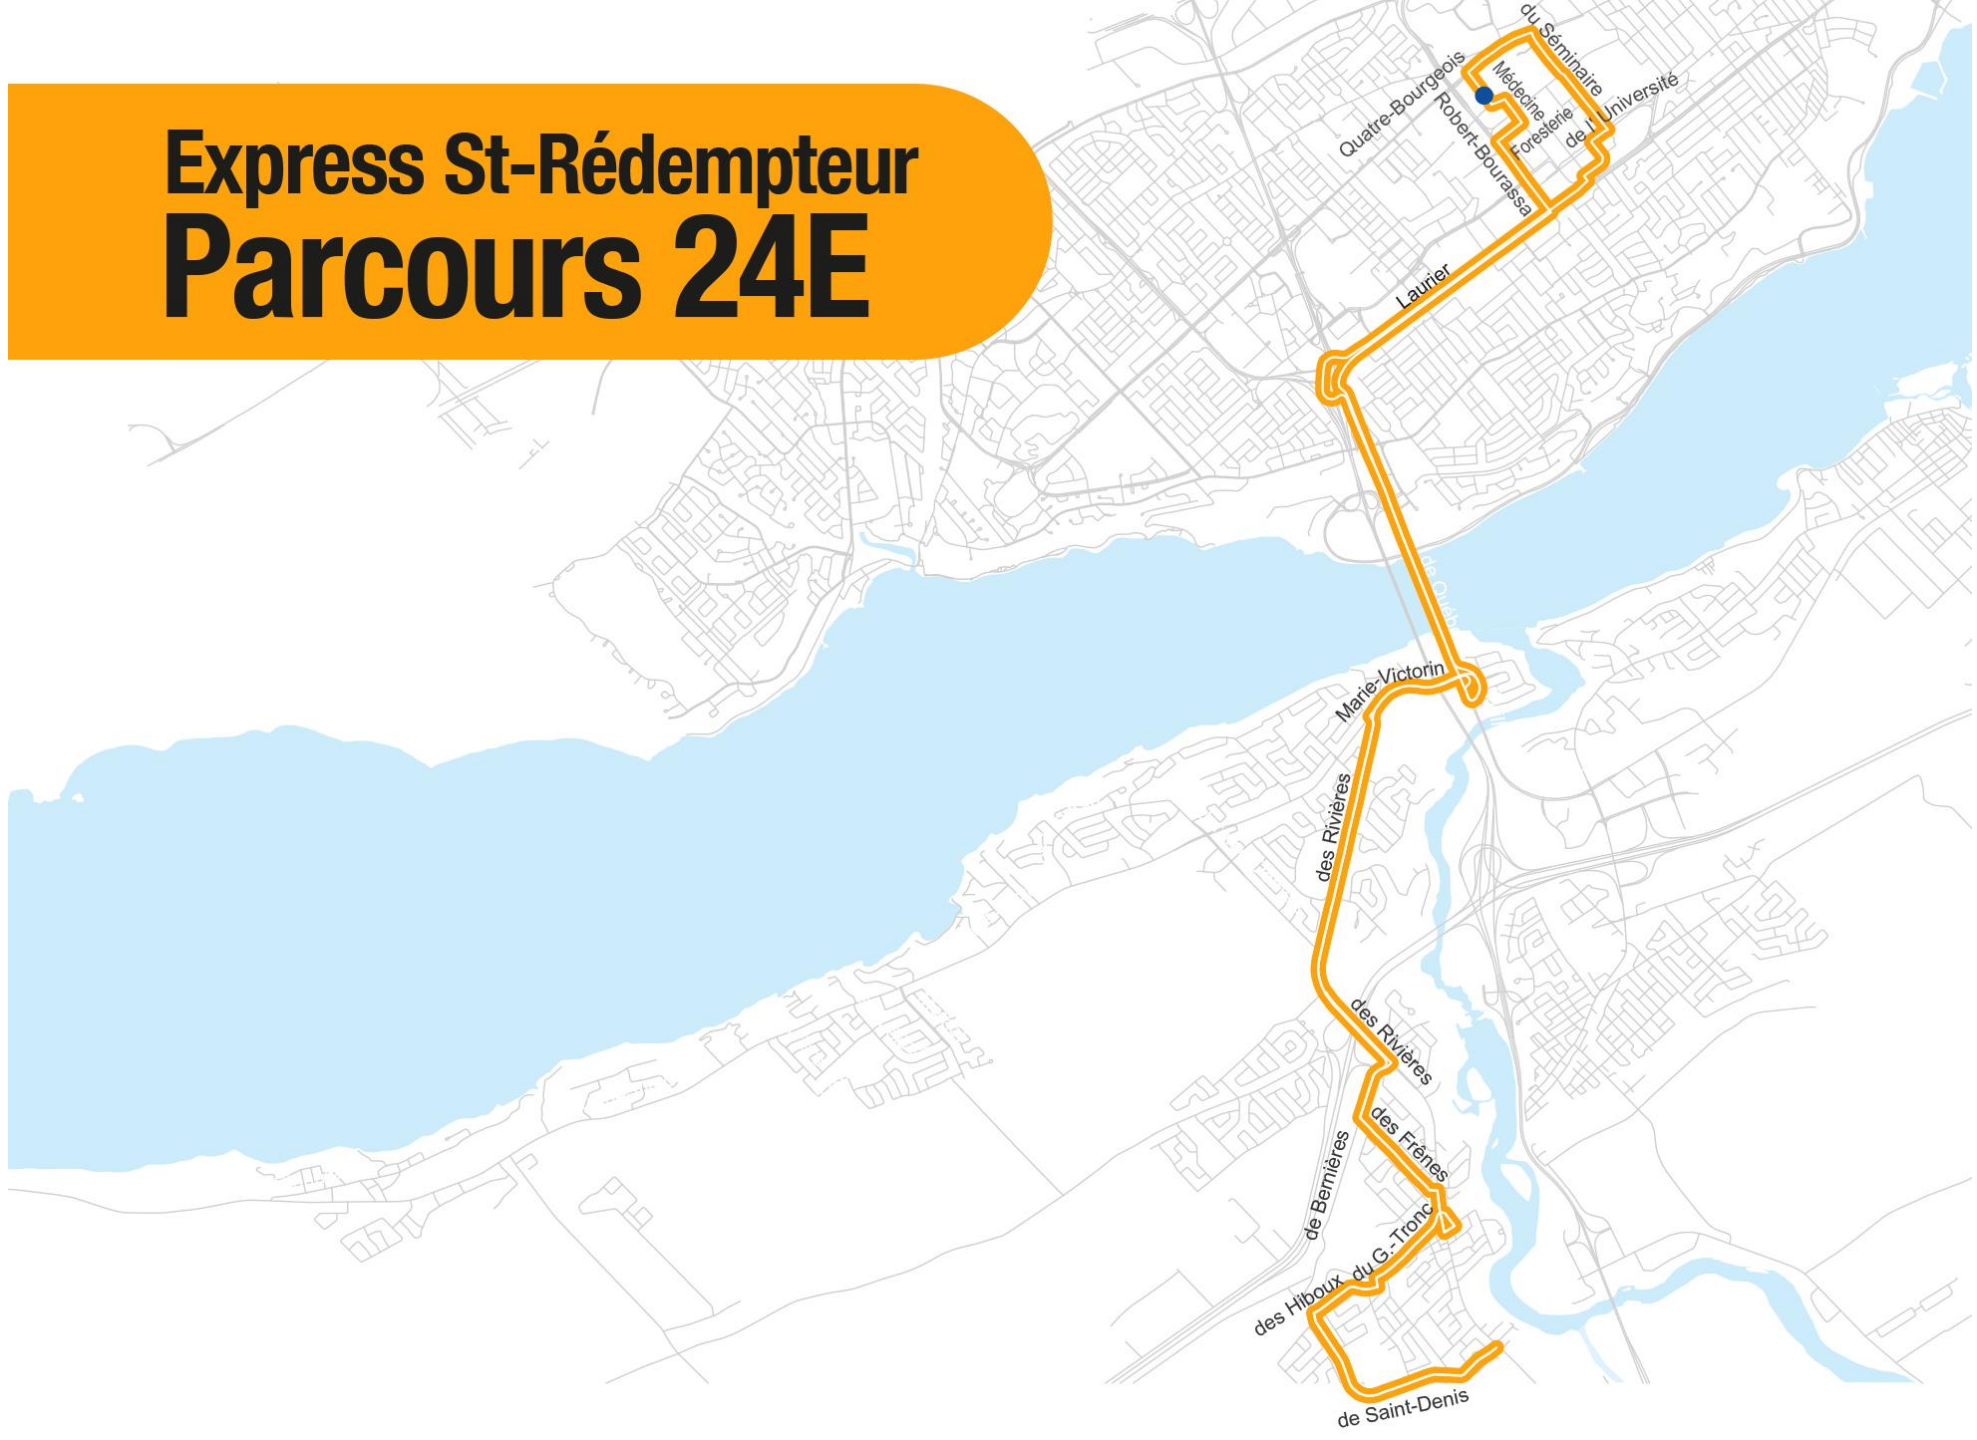 Express St-Rédempteur
Parcours 24E
du Séminaire
Quatre-Bourgeois
Médecine
Robert-Bourassa
Foresterie
de l'Université
Laurier
Marie-Victorin
des Rivières
des Rivières
des Frênes
de Bernières
du G.-Tronc
des Hiboux
de Saint-Denis